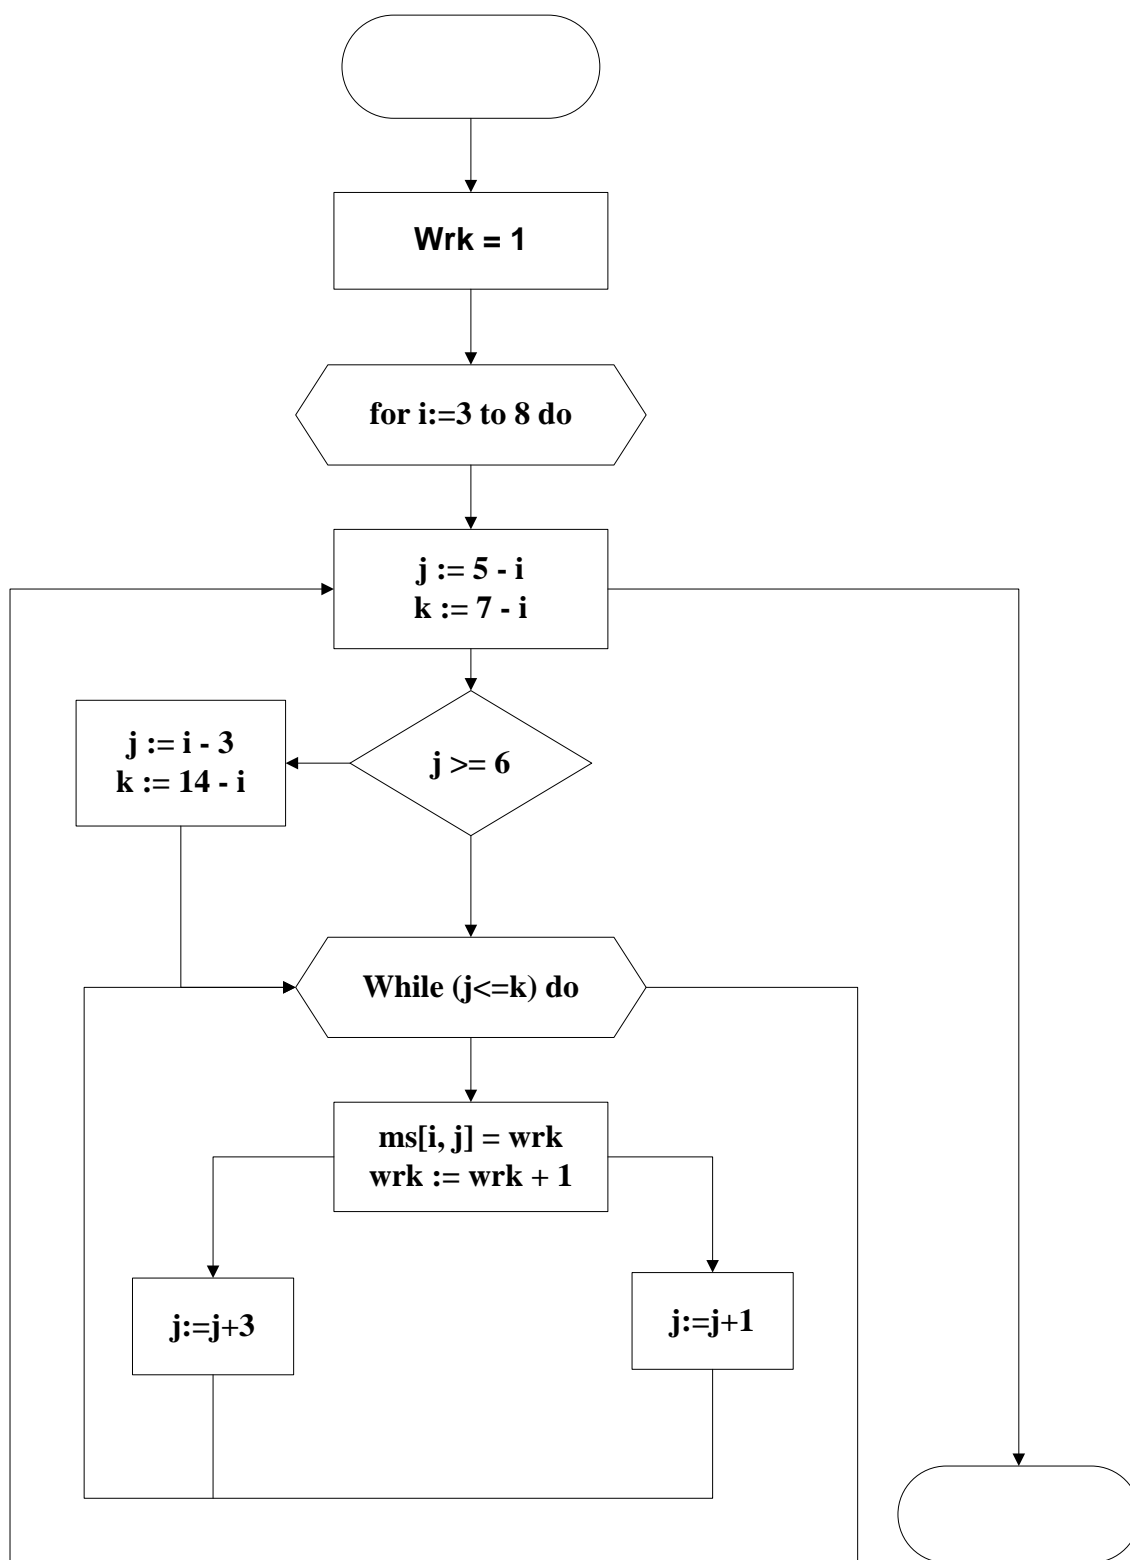 Wrk = 1
for i:=3 to 8 do
j := 5 - i
k := 7 - i
j := i - 3
k := 14 - i
j >= 6
While (j<=k) do
ms[i, j] = wrk
wrk := wrk + 1
j:=j+3
j:=j+1